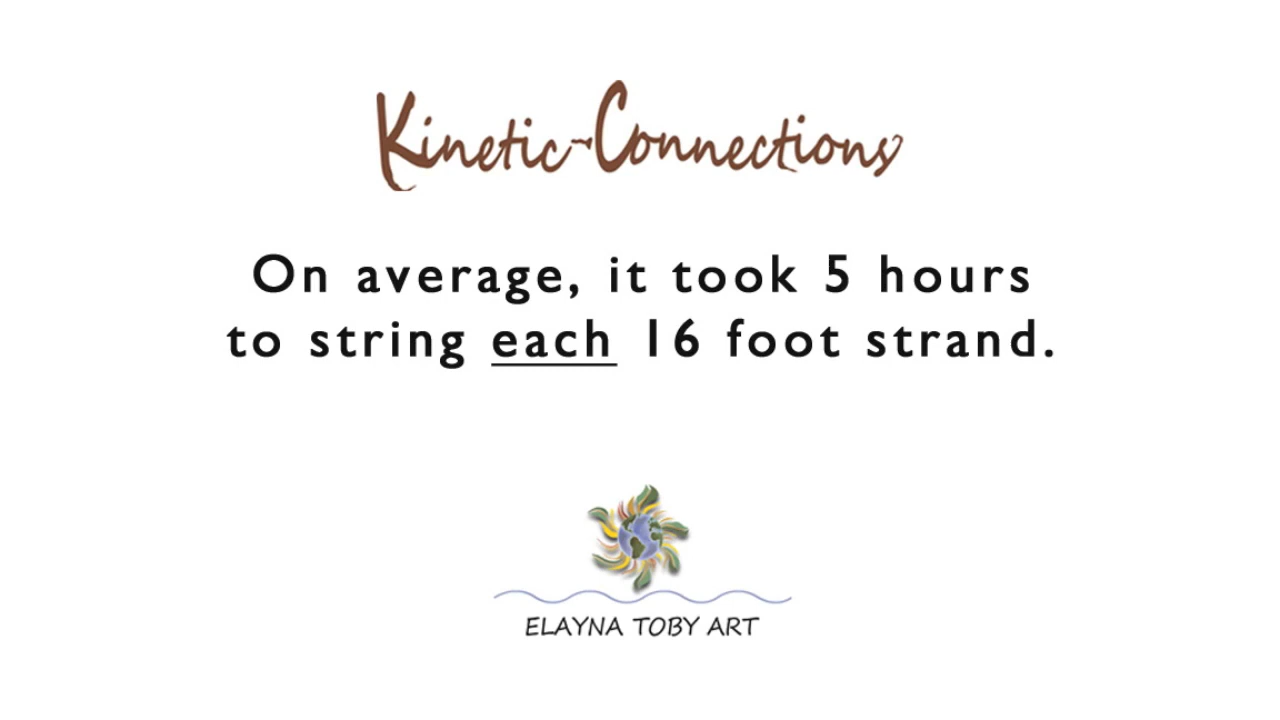 Kinetic~Connections
On average, it took 5 hours
to string each 16 foot strand.
ELAYNA TOBY ART